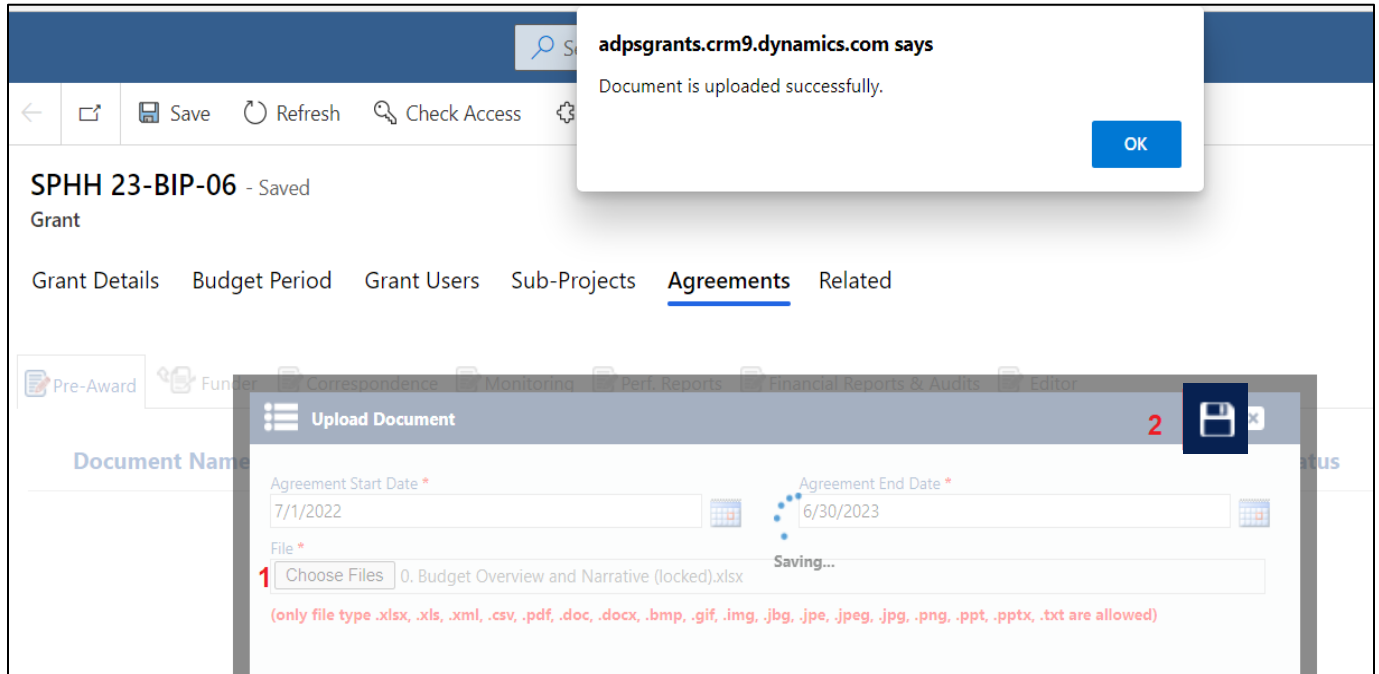 Se
adpsgrants.crm9.dynamics.com says
Document is uploaded successfully.
OK
Save Refresh Check Access
SPHH 23-BIP-06 - Saved
Grant
Grant Details Budget Period Grant Users Sub-Projects Agreements Related
Pre-Award Funder Correspondence Monitoring Perf. Reports Financial Reports & Audits Editor
Upload Document 2
Document Name atus
Agreement Start Date * Agreement End Date *
7/1/2022 6/30/2023
File *
Saving...
1 Choose Files 0. Budget Overview and Narrative (locked).xlsx
(only file type .xlsx, .xls, .xml, .csv, .pdf, .doc, .docx, .bmp, .gif, .img, .jbg, .jpe, .jpeg, .jpg, .png, .ppt, .pptx, .txt are allowed)